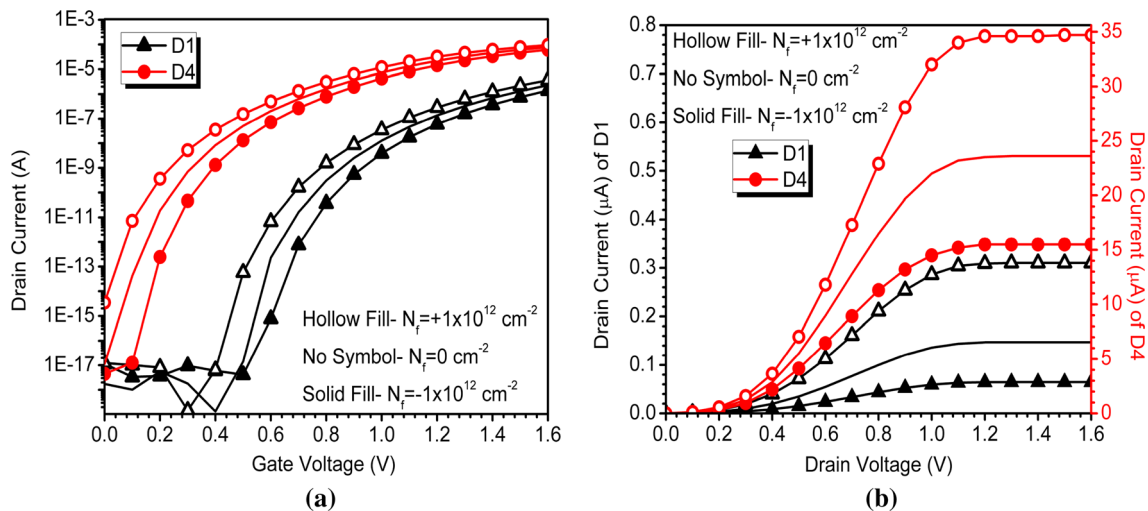 1E-3
1E-5
1E-7
1E-9
1E-11
1E-13
1E-15
1E-17
Drain Current (A)
D1
D4
Hollow Fill- N_f=+1x10^12 cm^-2
No Symbol- N_f=0 cm^-2
Solid Fill- N_f=-1x10^12 cm^-2
0.0 0.2 0.4 0.6 0.8 1.0 1.2 1.4 1.6
Gate Voltage (V)
(a)
0.8
0.7
0.6
0.5
0.4
0.3
0.2
0.1
0.0
Drain Current (μA) of D1
Hollow Fill- N_f=+1x10^12 cm^-2
No Symbol- N_f=0 cm^-2
Solid Fill- N_f=-1x10^12 cm^-2
D1
D4
35
30
25
20
15
10
5
0
Drain Current (μA) of D4
0.0 0.2 0.4 0.6 0.8 1.0 1.2 1.4 1.6
Drain Voltage (V)
(b)